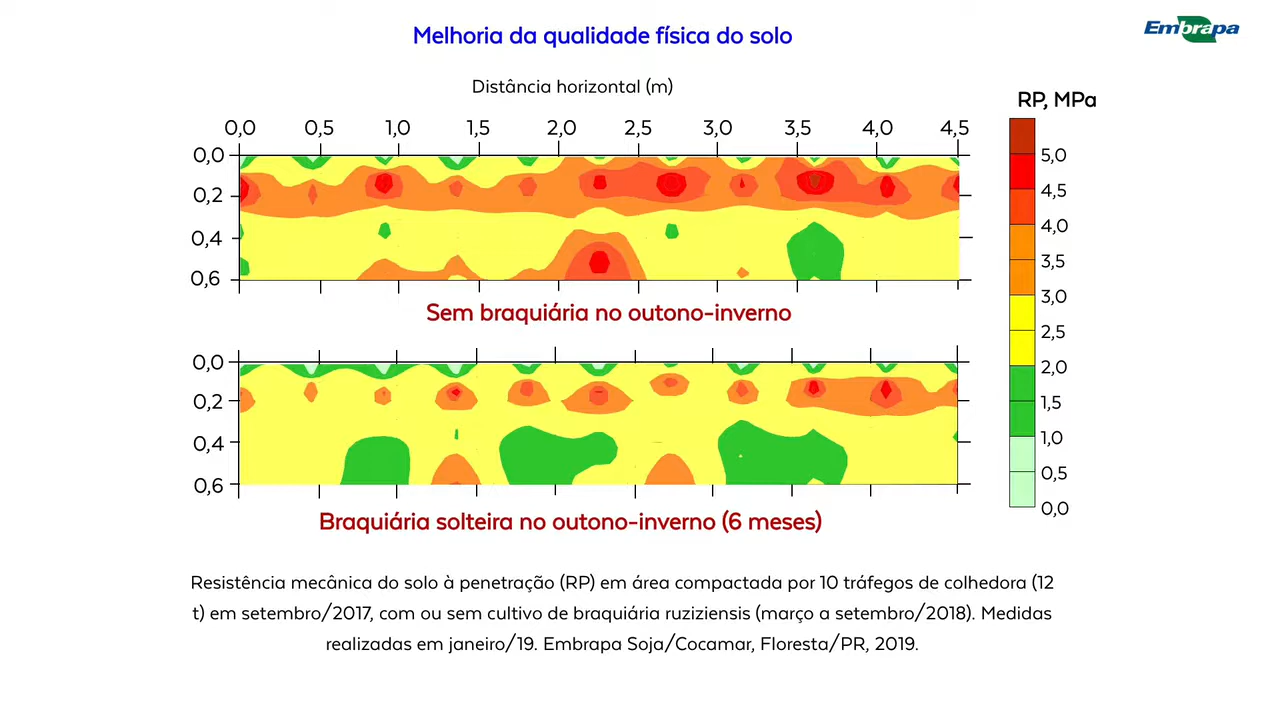 Melhoria da qualidade física do solo
Embrapa
Distância horizontal (m)
RP, MPa
0,0 0,5 1,0 1,5 2,0 2,5 3,0 3,5 4,0 4,5
0,0
0,2
0,4
0,6
Sem braquiária no outono-inverno
0,0
0,2
0,4
0,6
5,0
4,5
4,0
3,5
3,0
2,5
2,0
1,5
1,0
0,5
0,0
Braquiária solteira no outono-inverno (6 meses)
Resistência mecânica do solo à penetração (RP) em área compactada por 10 tráfegos de colhedora (12
t) em setembro/2017, com ou sem cultivo de braquiária ruziziensis (março a setembro/2018). Medidas
realizadas em janeiro/19. Embrapa Soja/Cocamar, Floresta/PR, 2019.